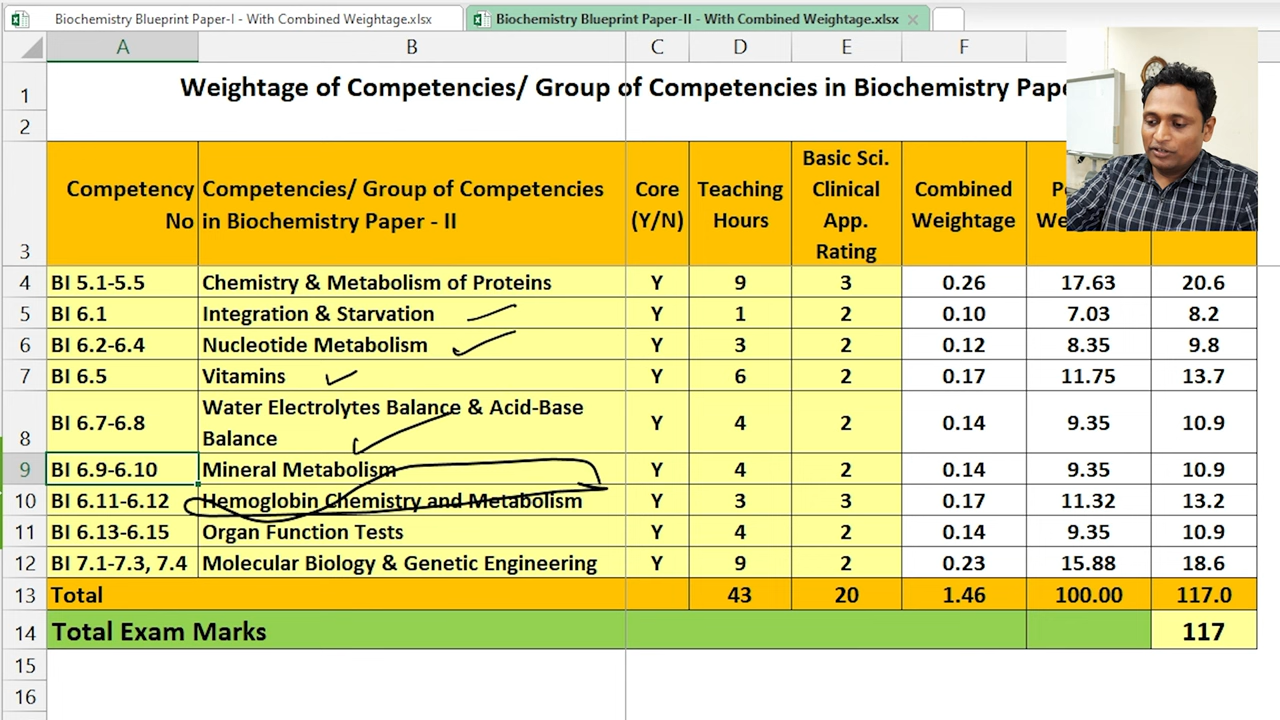 Biochemistry Blueprint Paper-I - With Combined Weightage.xlsx Biochemistry Blueprint Paper-II - With Combined Weightage.xlsx
A B C D E F
1 Weightage of Competencies/ Group of Competencies in Biochemistry
2
3 Competency No Competencies/ Group of Competencies in Biochemistry Paper - II Core (Y/N) Teaching Hours Basic Sci. Clinical App. Rating Combined Weightage
4 BI 5.1-5.5 Chemistry & Metabolism of Proteins Y 9 3 0.26 17.63 20.6
5 BI 6.1 Integration & Starvation Y 1 2 0.10 7.03 8.2
6 BI 6.2-6.4 Nucleotide Metabolism Y 3 2 0.12 8.35 9.8
7 BI 6.5 Vitamins Y 6 2 0.17 11.75 13.7
8 BI 6.7-6.8 Water Electrolytes Balance & Acid-Base Balance Y 4 2 0.14 9.35 10.9
9 BI 6.9-6.10 Mineral Metabolism Y 4 2 0.14 9.35 10.9
10 BI 6.11-6.12 Hemoglobin Chemistry and Metabolism Y 3 3 0.17 11.32 13.2
11 BI 6.13-6.15 Organ Function Tests Y 4 2 0.14 9.35 10.9
12 BI 7.1-7.3, 7.4 Molecular Biology & Genetic Engineering Y 9 2 0.23 15.88 18.6
13 Total 43 20 1.46 100.00 117.0
14 Total Exam Marks 117
15
16